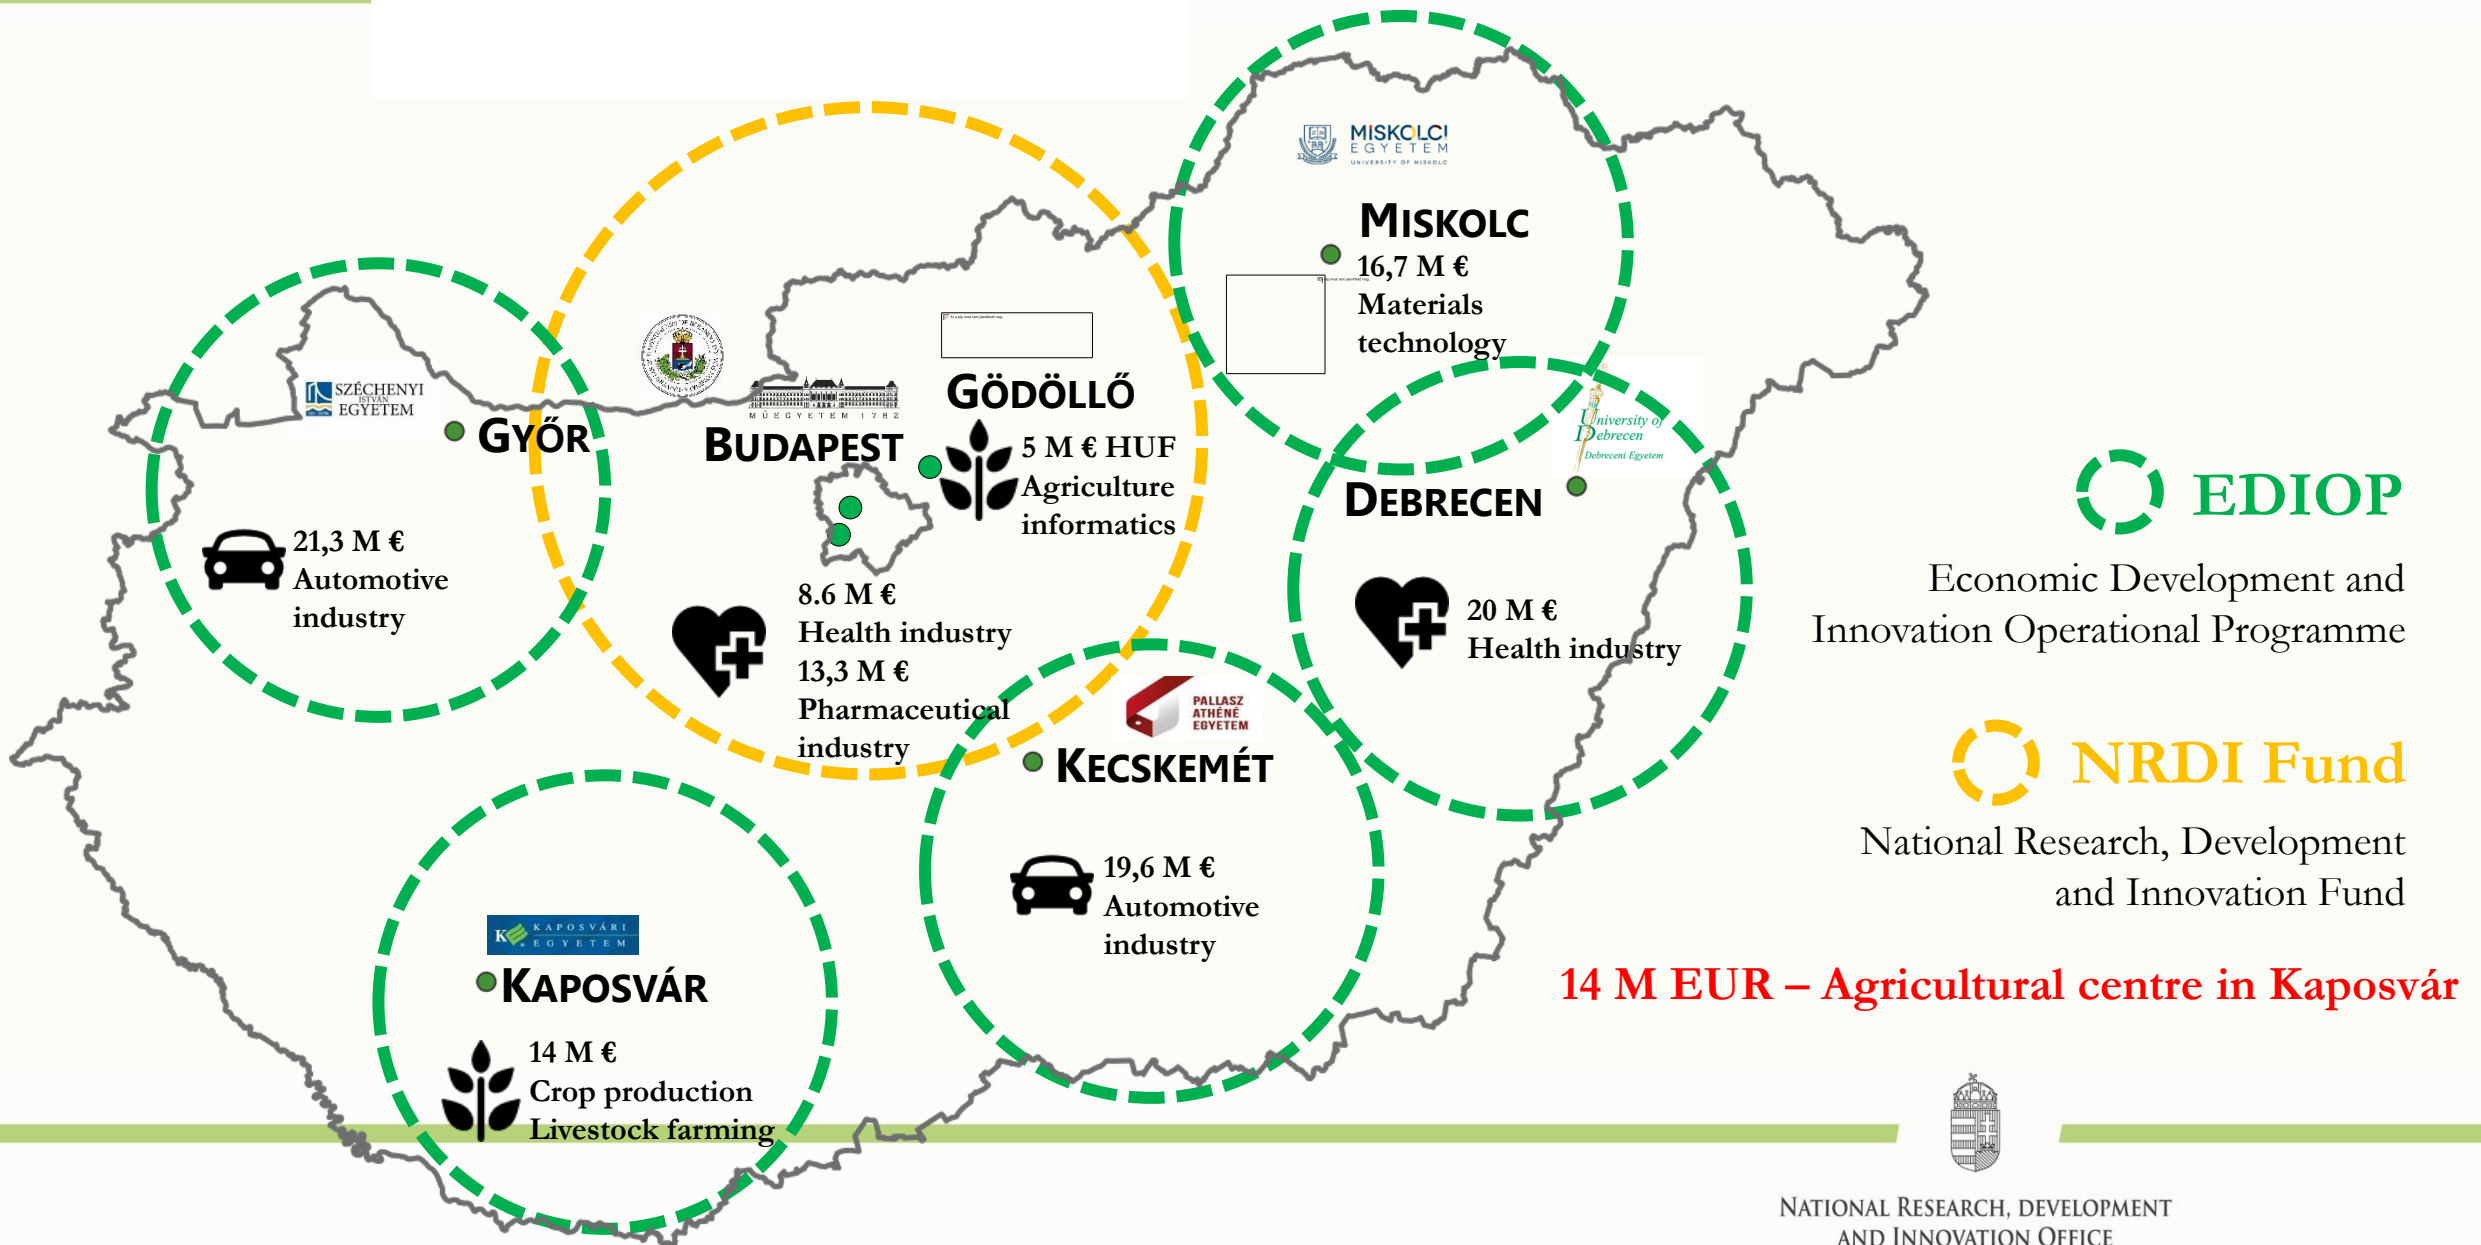 MISKOLCI
EGYETEM
UNIVERSITY OF MISKOLC
MISKOLC
16,7 M €
Materials
technology
SZÉCHENYI
ISTVÁN
EGYETEM
GYŐR
21,3 M €
Automotive
industry
MŰEGYETEM 1782
BUDAPEST
8.6 M €
Health industry
13,3 M €
Pharmaceutical
industry
GÖDÖLLŐ
5 M € HUF
Agriculture
informatics
University of
Debrecen
Debreceni Egyetem
DEBRECEN
20 M €
Health industry
PALLASZ
ATHÉNÉ
EGYETEM
KECSKEMÉT
19,6 M €
Automotive
industry
KAPOSVÁRI
EGYETEM
KAPOSVÁR
14 M €
Crop production
Livestock farming
EDIOP
Economic Development and
Innovation Operational Programme
NRDI Fund
National Research, Development
and Innovation Fund
14 M EUR – Agricultural centre in Kaposvár
NATIONAL RESEARCH, DEVELOPMENT
AND INNOVATION OFFICE